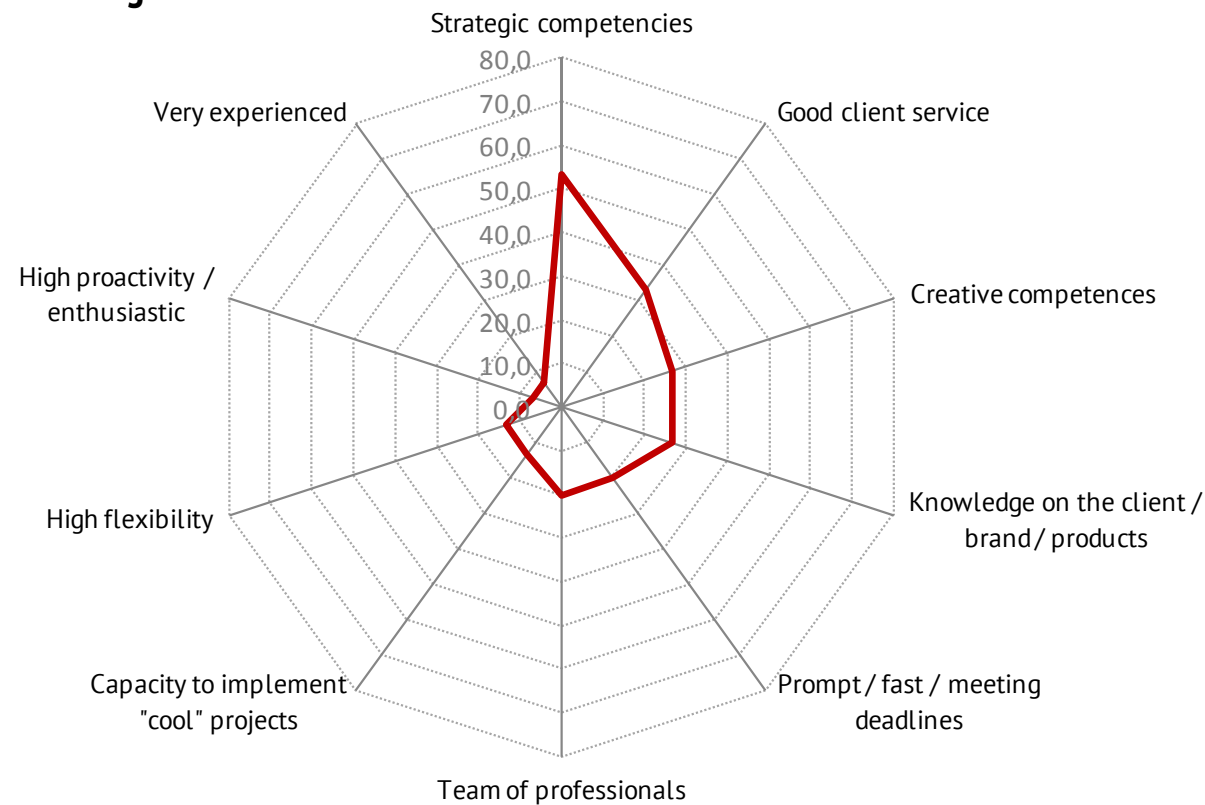 Strategic competencies
80,0
70,0
60,0
50,0
40,0
30,0
20,0
10,0
0,0
Good client service
Creative competences
Knowledge on the client /
brand / products
Prompt / fast / meeting
deadlines
Team of professionals
Capacity to implement
"cool" projects
High flexibility
High proactivity /
enthusiastic
Very experienced